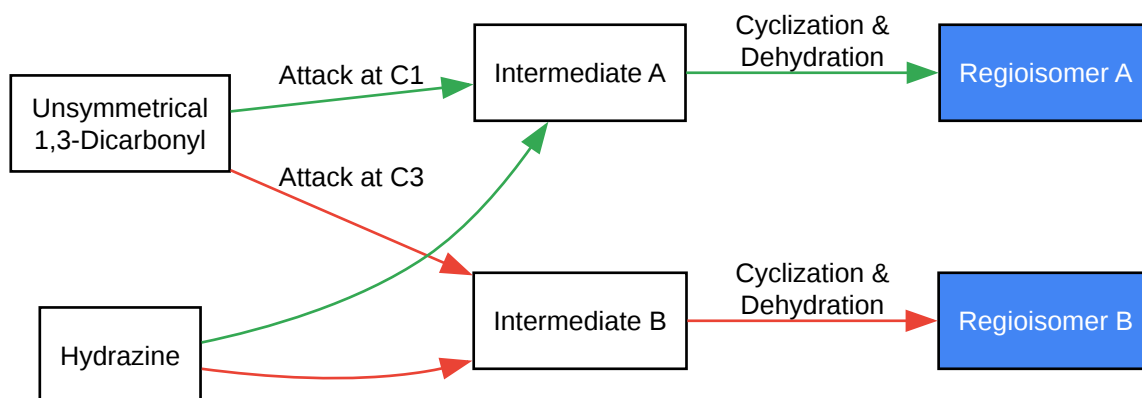 Unsymmetrical
1,3-Dicarbonyl
Attack at C1
Intermediate A
Cyclization &
Dehydration
Regioisomer A
Attack at C3
Hydrazine
Intermediate B
Cyclization &
Dehydration
Regioisomer B